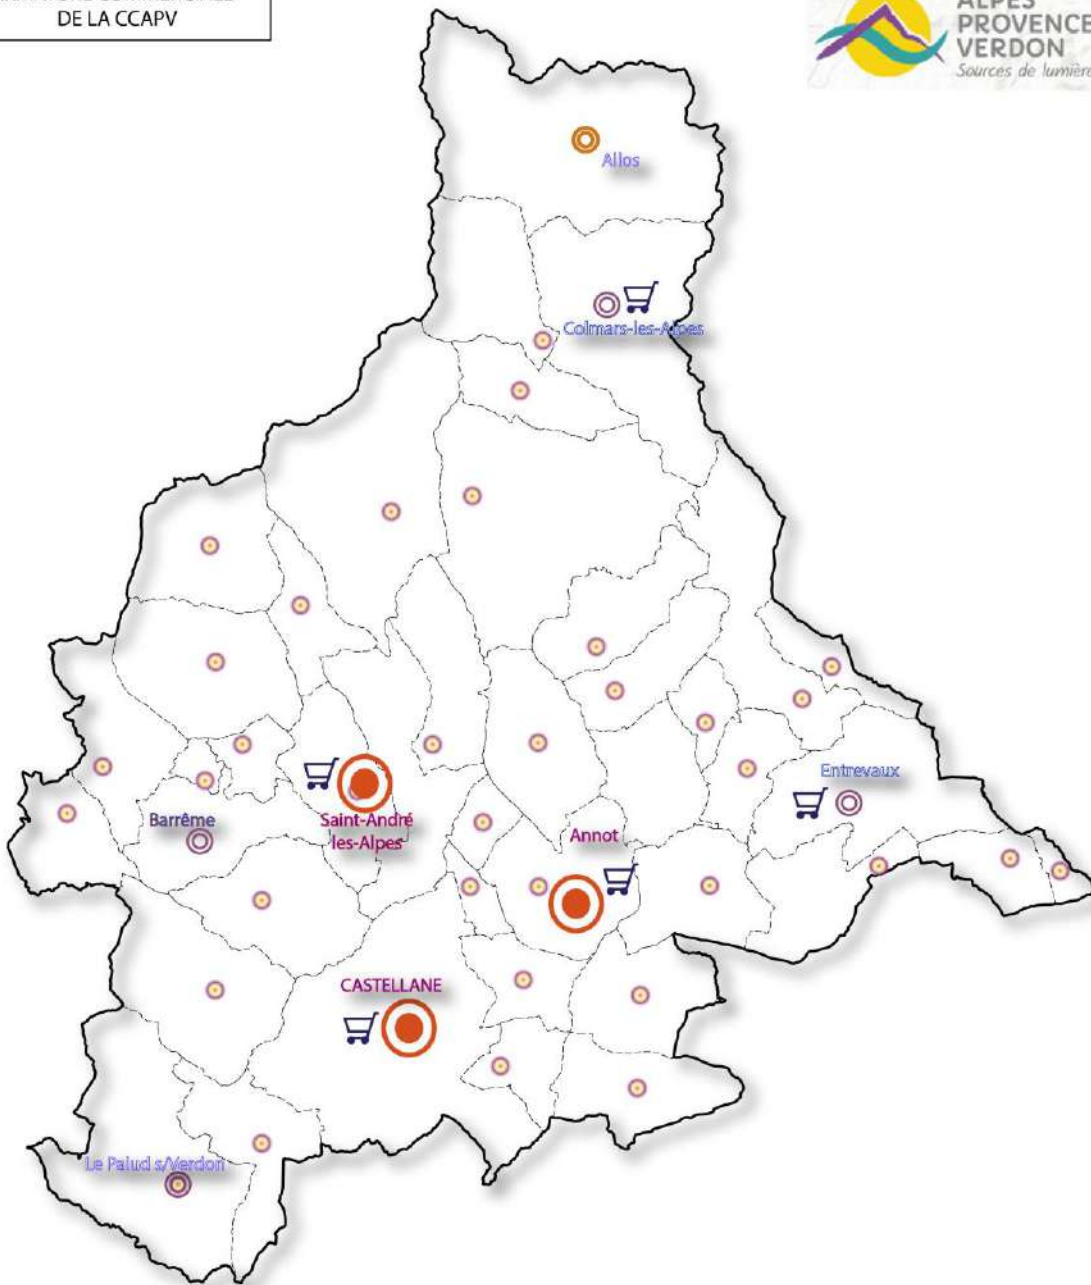 DE LA CCAPV
ALPES
PROVENCE
VERDON
Sources de lumière
Allos
Colmars-les-Alpes
Entrevaux
Barrême
Saint-André
les-Alpes
Annot
CASTELLANE
Le Palud s/Verdon